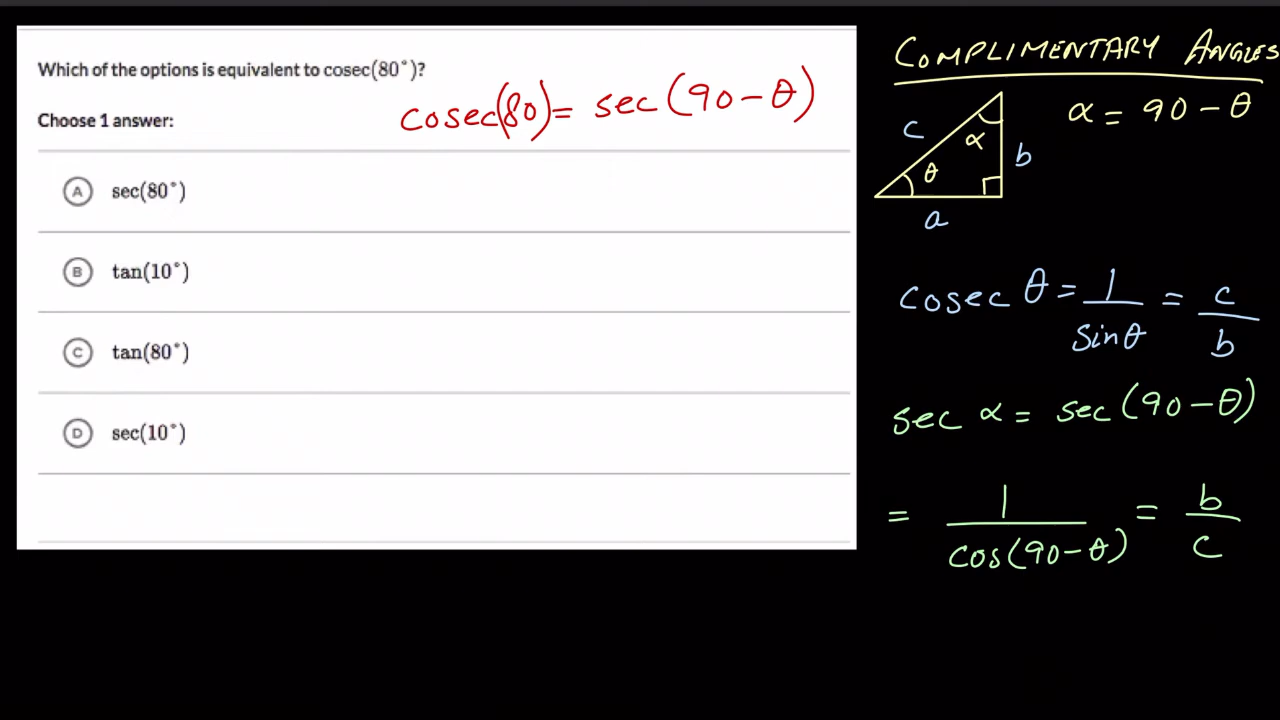 Which of the options is equivalent to cosec(80°)?
cosec(80) = sec(90 - θ)
Choose 1 answer:
A sec(80°)
B tan(10°)
C tan(80°)
D sec(10°)
COMPLIMENTARY ANGLES
α = 90 - θ
c
α
b
θ
a
cosec θ = 1/sinθ = c/b
sec α = sec(90 - θ)
= 1/cos(90-θ) = b/c